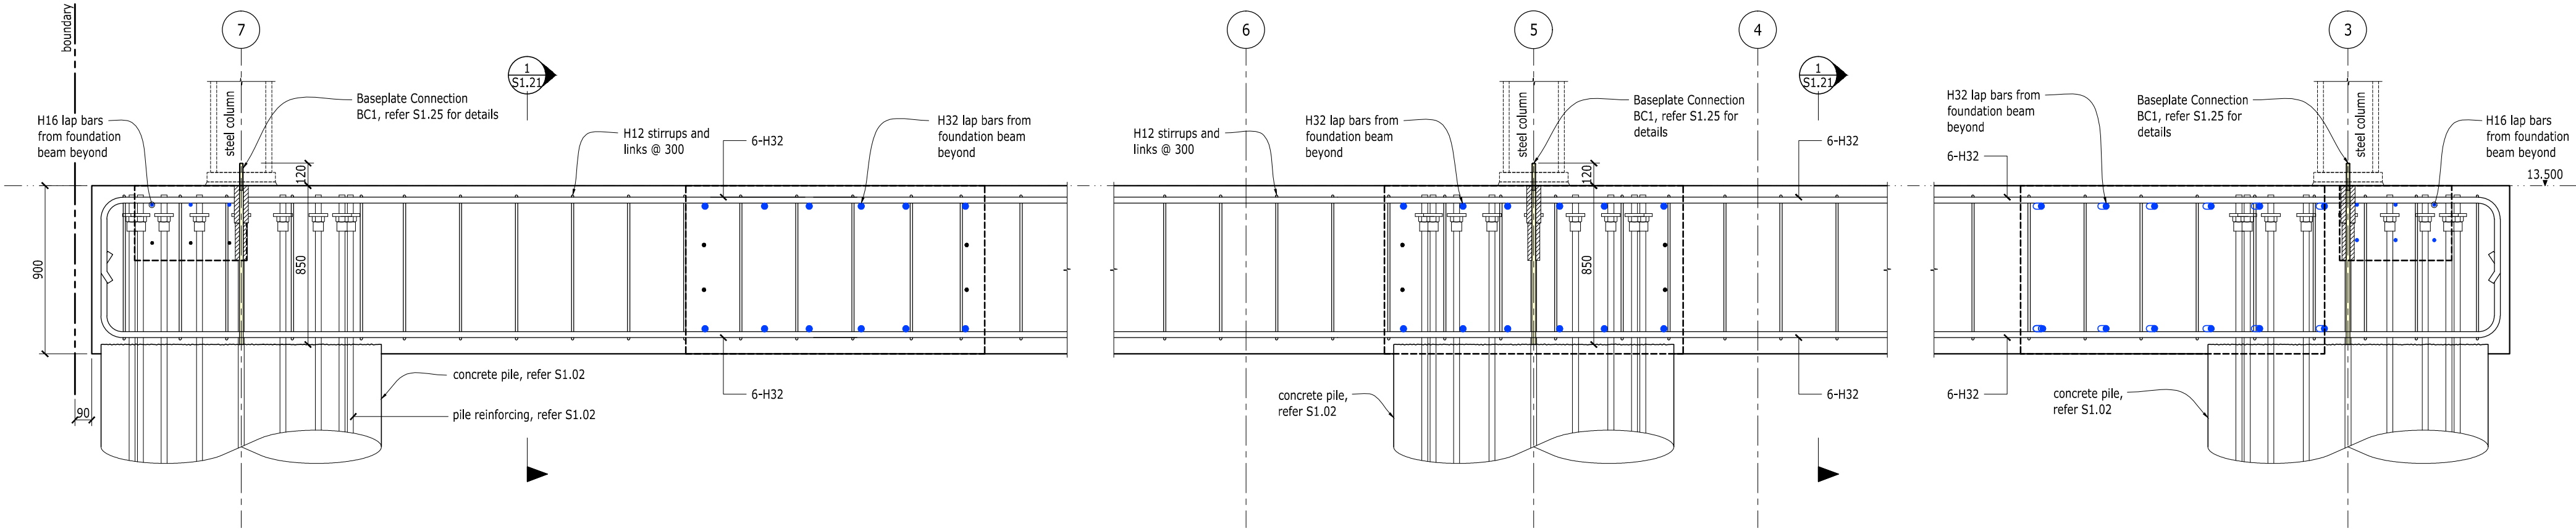 boundary
7
1
S1.21
6
5
4
1
S1.21
3
H16 lap bars
from foundation
beam beyond
steel column
Baseplate Connection
BC1, refer S1.25 for details
H12 stirrups and
links @ 300
6-H32
H32 lap bars from
foundation beam
beyond
120
900
850
90
concrete pile, refer S1.02
pile reinforcing, refer S1.02
6-H32
H12 stirrups and
links @ 300
H32 lap bars from
foundation beam
beyond
steel column
Baseplate Connection
BC1, refer S1.25 for
details
120
850
6-H32
concrete pile,
refer S1.02
6-H32
H32 lap bars from
foundation beam
beyond
6-H32
Baseplate Connection
BC1, refer S1.25 for
details
steel column
H16 lap bars
from foundation
beam beyond
13.500
6-H32
concrete pile,
refer S1.02